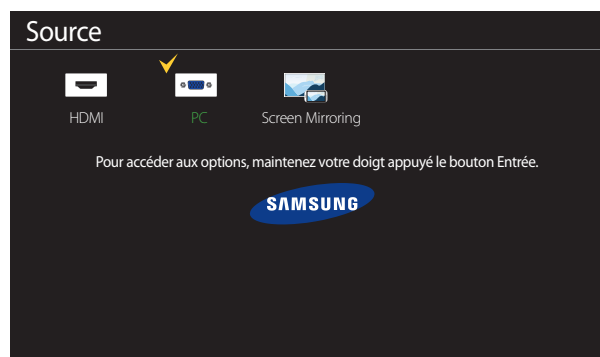 Source
HDMI PC Screen Mirroring
Pour accéder aux options, maintenez votre doigt appuyé le bouton Entrée.
SAMSUNG